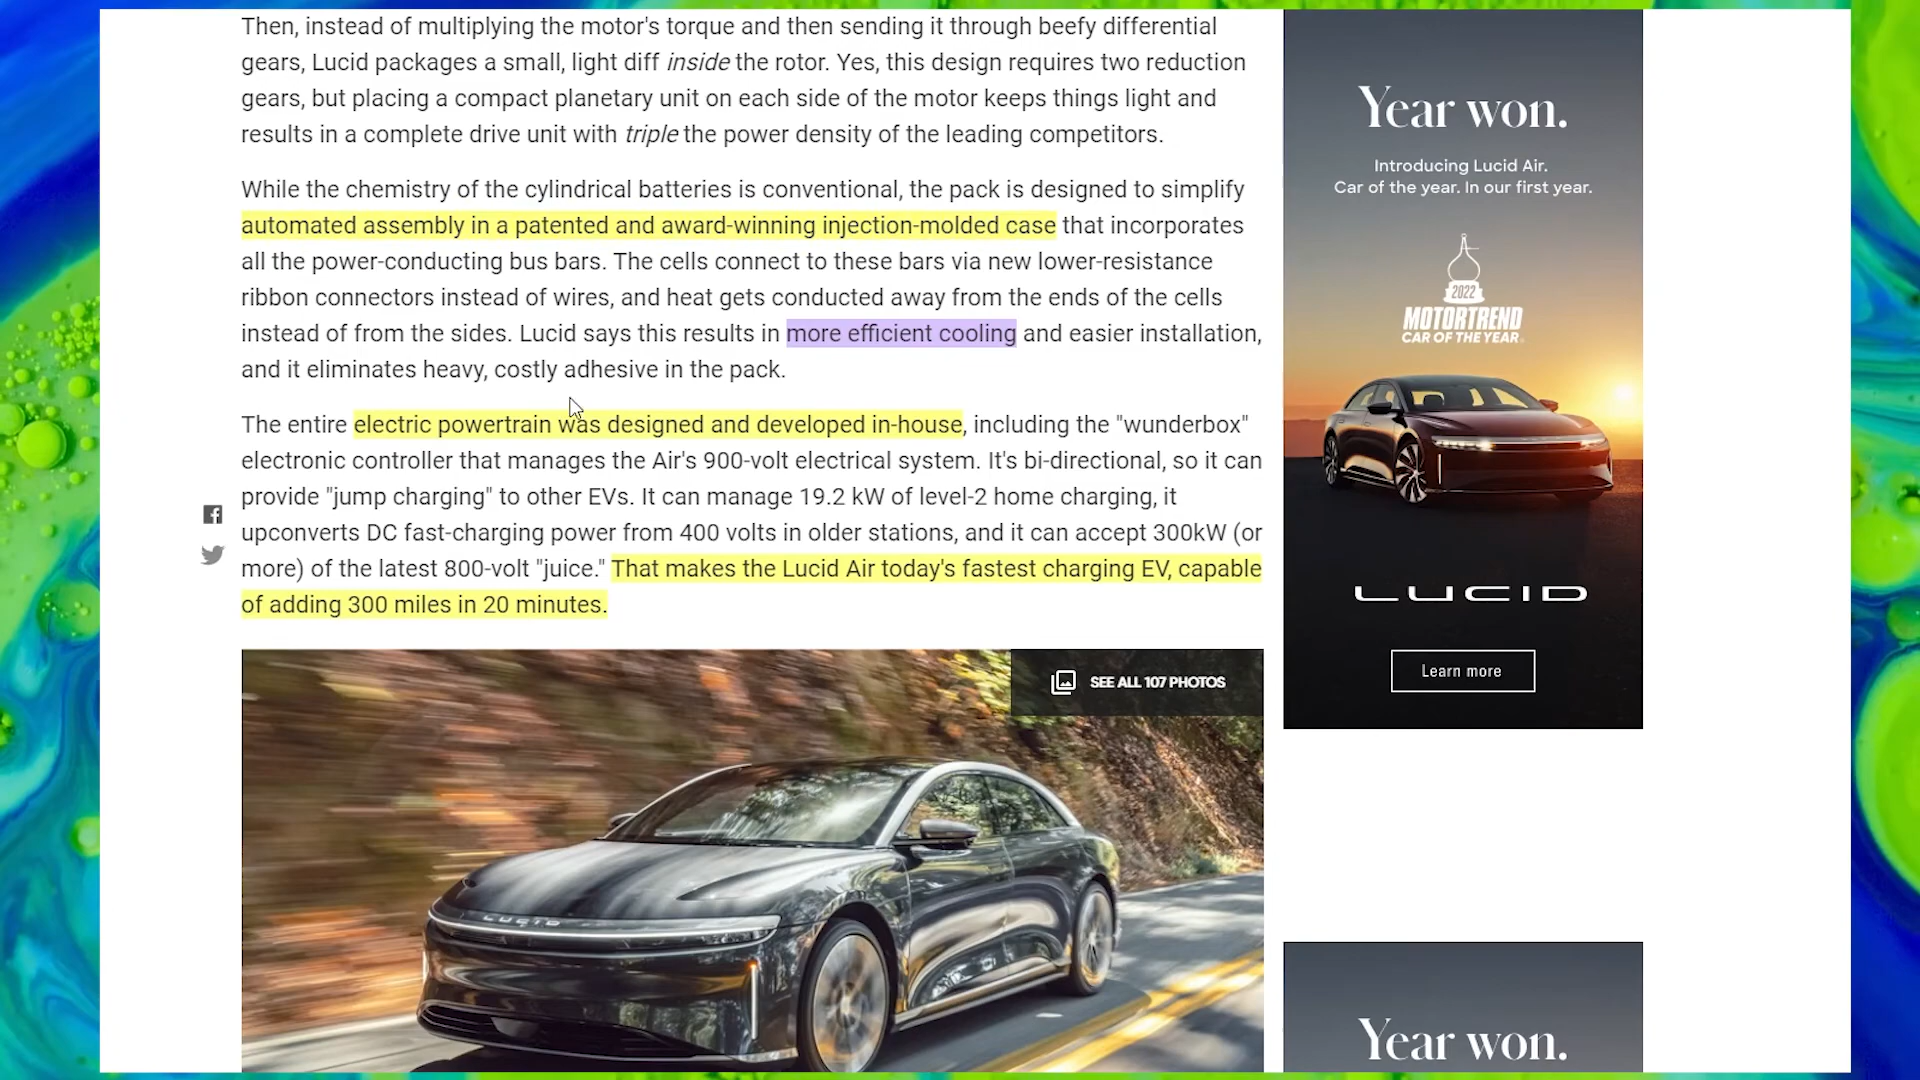 Then, instead of multiplying the motor's torque and then sending it through beefy differential
gears, Lucid packages a small, light diff inside the rotor. Yes, this design requires two reduction
gears, but placing a compact planetary unit on each side of the motor keeps things light and
results in a complete drive unit with triple the power density of the leading competitors.
While the chemistry of the cylindrical batteries is conventional, the pack is designed to simplify
automated assembly in a patented and award-winning injection-molded case that incorporates
all the power-conducting bus bars. The cells connect to these bars via new lower-resistance
ribbon connectors instead of wires, and heat gets conducted away from the ends of the cells
instead of from the sides. Lucid says this results in more efficient cooling and easier installation,
and it eliminates heavy, costly adhesive in the pack.
The entire electric powertrain was designed and developed in-house, including the "wunderbox"
electronic controller that manages the Air's 900-volt electrical system. It's bi-directional, so it can
provide "jump charging" to other EVs. It can manage 19.2 kW of level-2 home charging, it
upconverts DC fast-charging power from 400 volts in older stations, and it can accept 300kW (or
more) of the latest 800-volt "juice." That makes the Lucid Air today's fastest charging EV, capable
of adding 300 miles in 20 minutes.
SEE ALL 107 PHOTOS
LUCID
Year won.
Introducing Lucid Air.
Car of the year. In our first year.
2022
MOTORTREND
CAR OF THE YEAR
LUCID
Learn more
Year won.